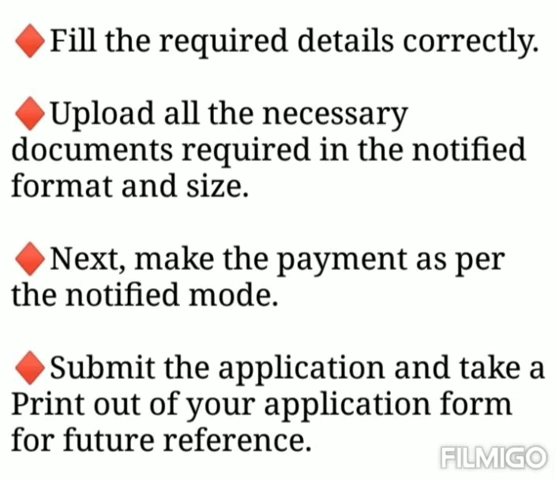 ♦Fill the required details correctly.
♦Upload all the necessary
documents required in the notified
format and size.
♦Next, make the payment as per
the notified mode.
♦Submit the application and take a
Print out of your application form
for future reference.
FILMIGO